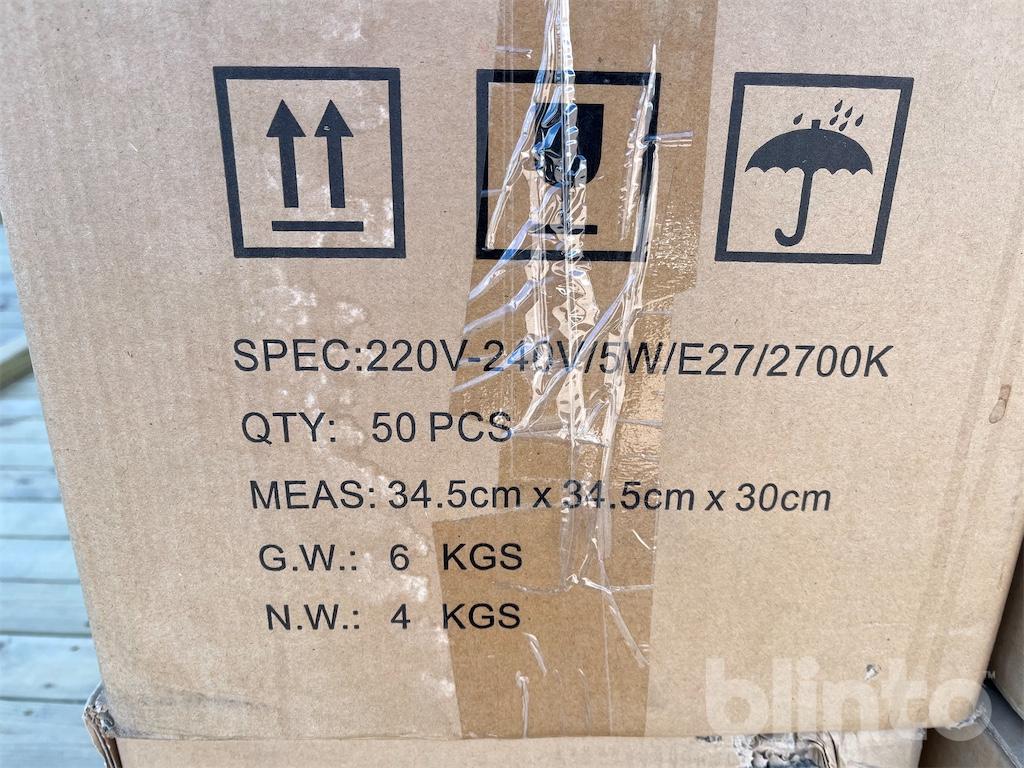 SPEC:220V-240V/5W/E27/2700K
QTY: 50 PCS
MEAS: 34.5cm x 34.5cm x 30cm
G.W.: 6 KGS
N.W.: 4 KGS
blinto™